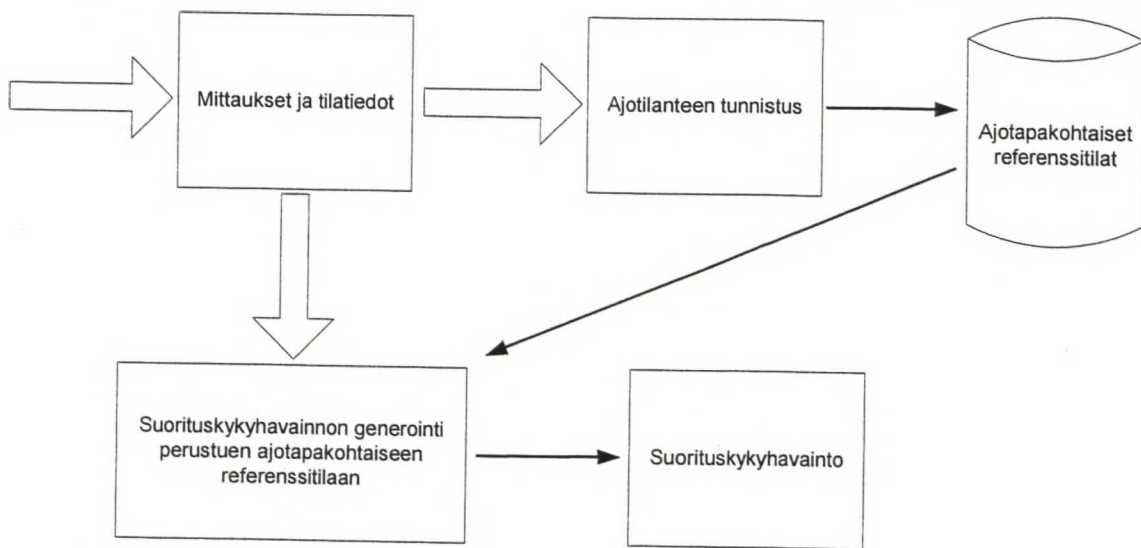 Mittaukset ja tilatiedot
Ajotilanteen tunnistus
Ajotapakohtaiset
referenssitilat
Suorituskykyhavainnon generointi
perustuen ajotapakohtaiseen
referenssitilaan
Suorituskykyhavainto